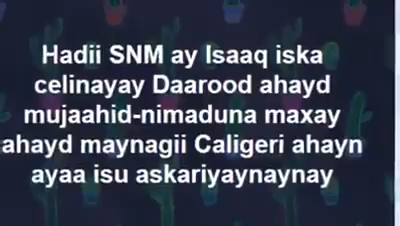 Hadii SNM ay Isaaq iska
celinayay Daarood ahayd
mujaahid-nimaduna maxay
ahayd maynagii Caligeri ahayn
ayaa isu askariyaynaynay